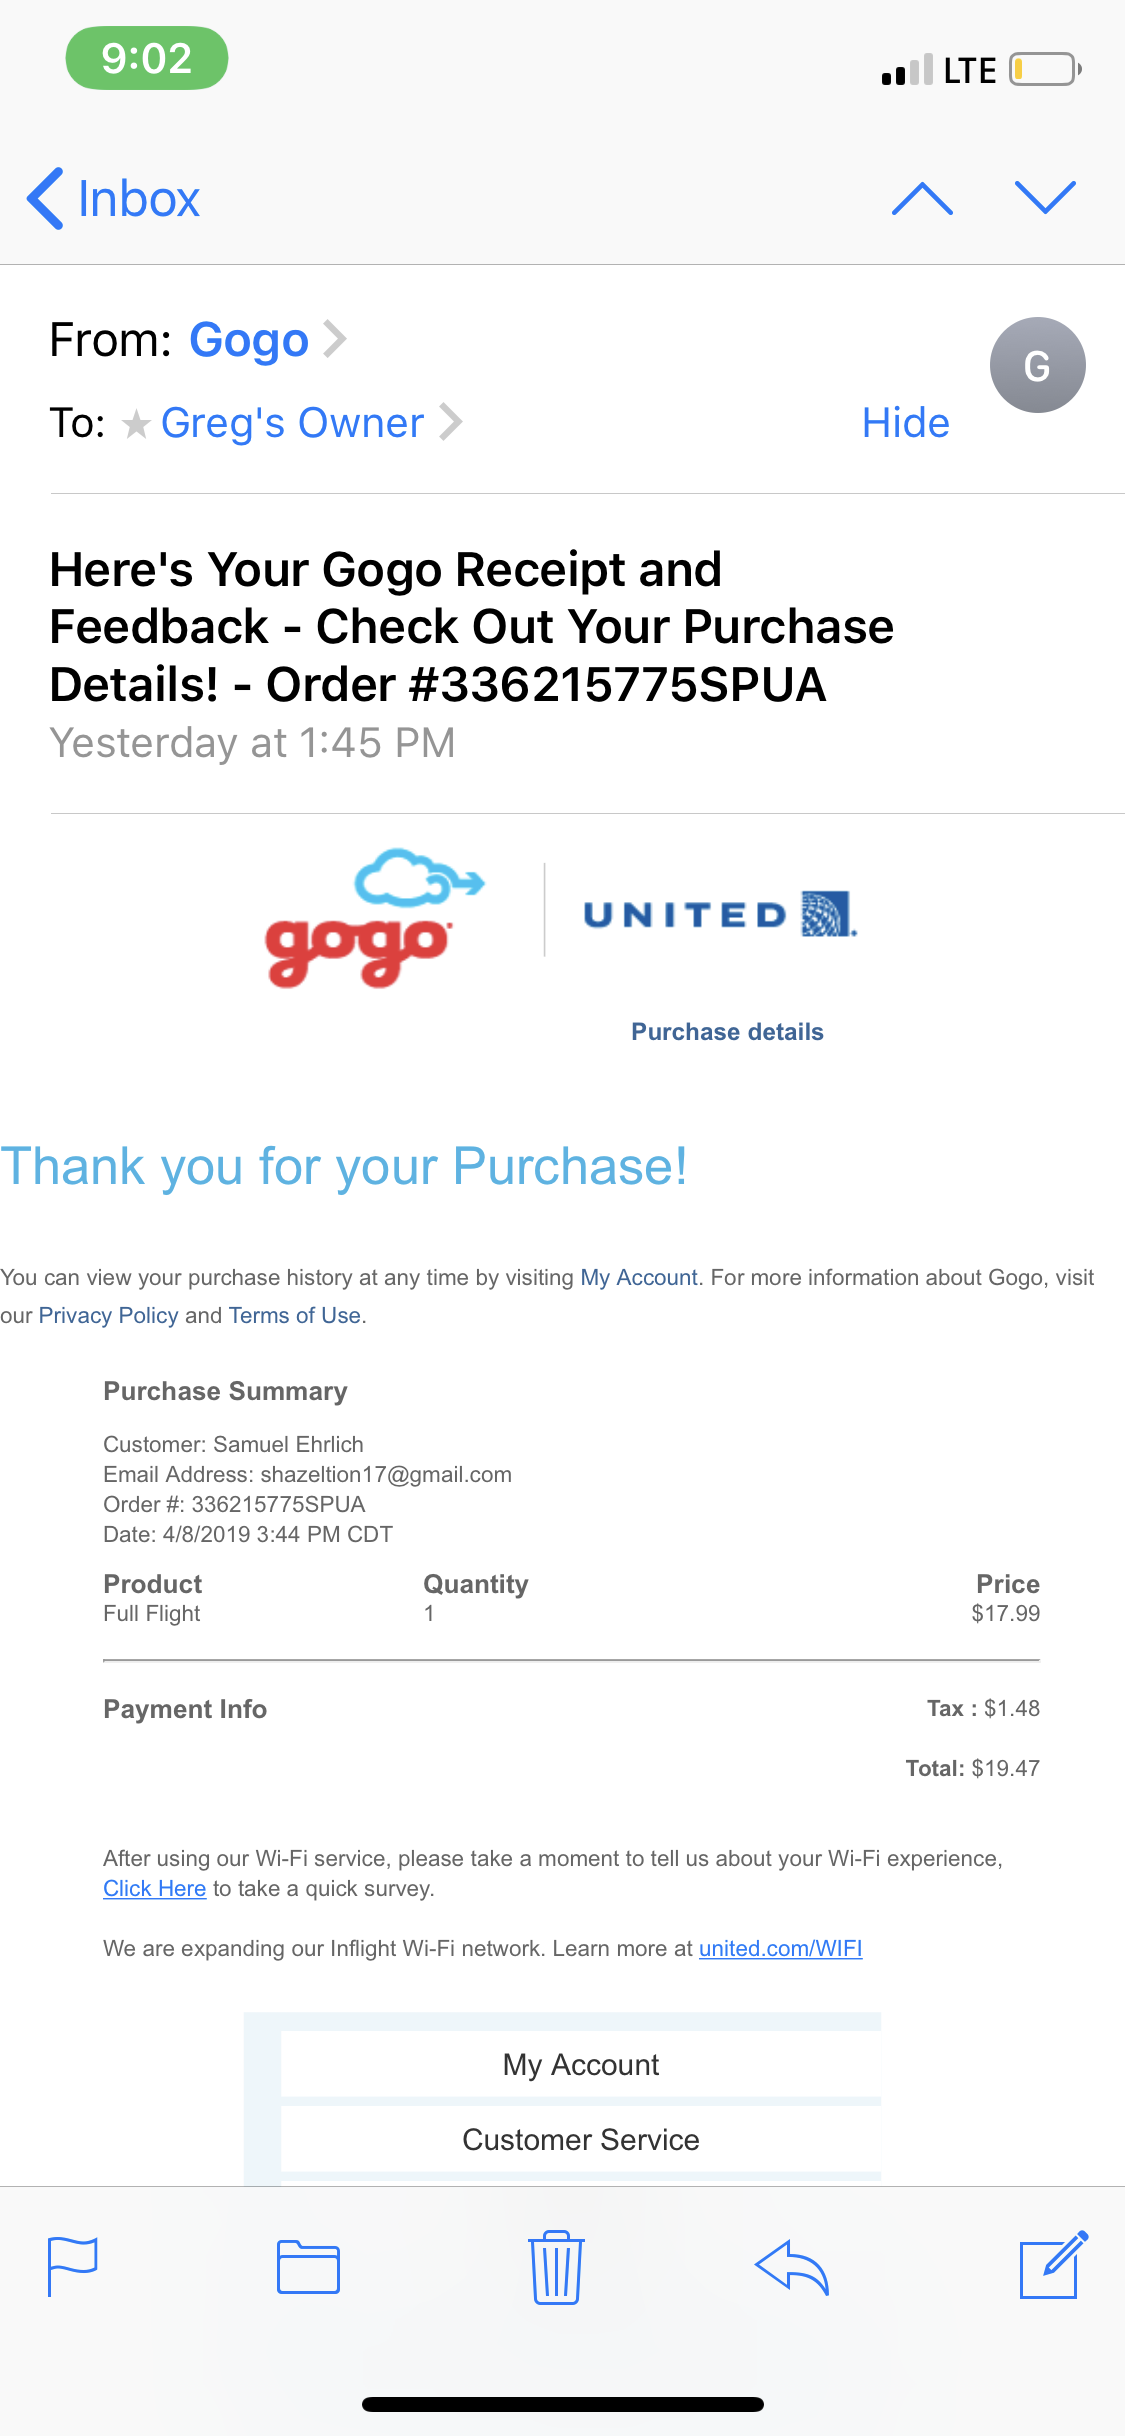 9:02
LTE
Inbox
From: Gogo
G
To: Greg's Owner
Hide
Here's Your Gogo Receipt and
Feedback - Check Out Your Purchase
Details! - Order #336215775SPUA
Yesterday at 1:45 PM
gogo
UNITED
Purchase details
Thank you for your Purchase!
You can view your purchase history at any time by visiting My Account. For more information about Gogo, visit
our Privacy Policy and Terms of Use.
Purchase Summary
Customer: Samuel Ehrlich
Email Address: shazeltion17@gmail.com
Order #: 336215775SPUA
Date: 4/8/2019 3:44 PM CDT
Product Quantity Price
Full Flight 1 $17.99
Payment Info Tax : $1.48
Total: $19.47
After using our Wi-Fi service, please take a moment to tell us about your Wi-Fi experience,
Click Here to take a quick survey.
We are expanding our Inflight Wi-Fi network. Learn more at united.com/WIFI
My Account
Customer Service